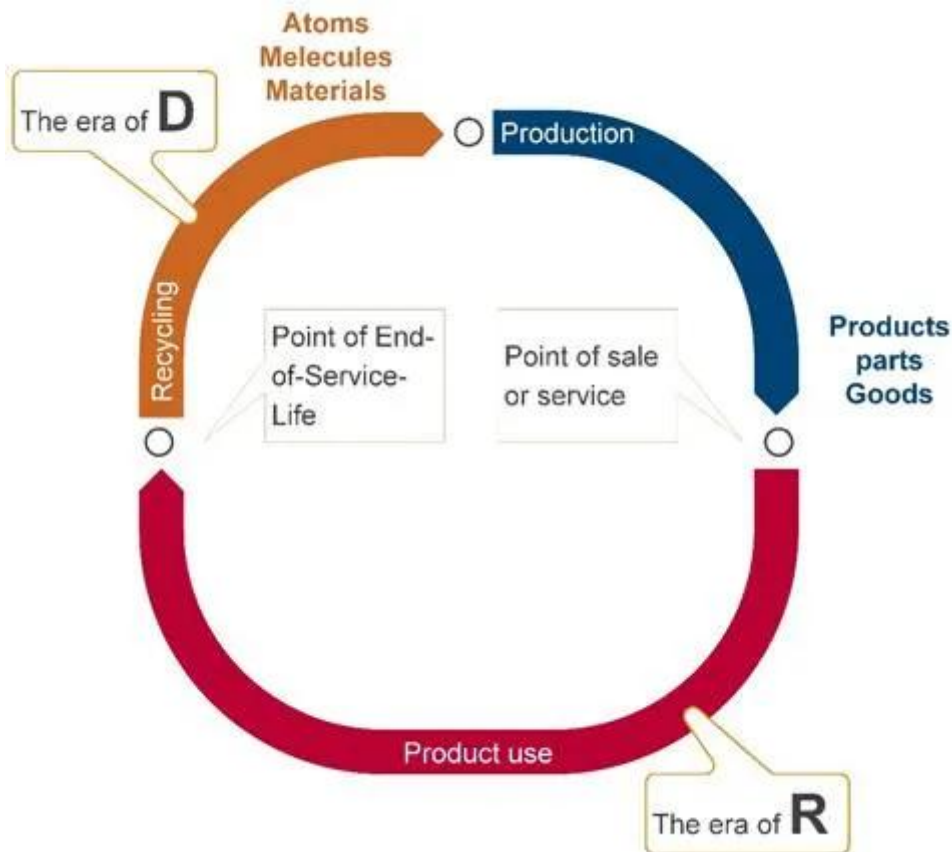 Atoms
Melecules
Materials
The era of D
Production
Recycling
Point of End-
of-Service-
Life
Point of sale
or service
Products
parts
Goods
Product use
The era of R